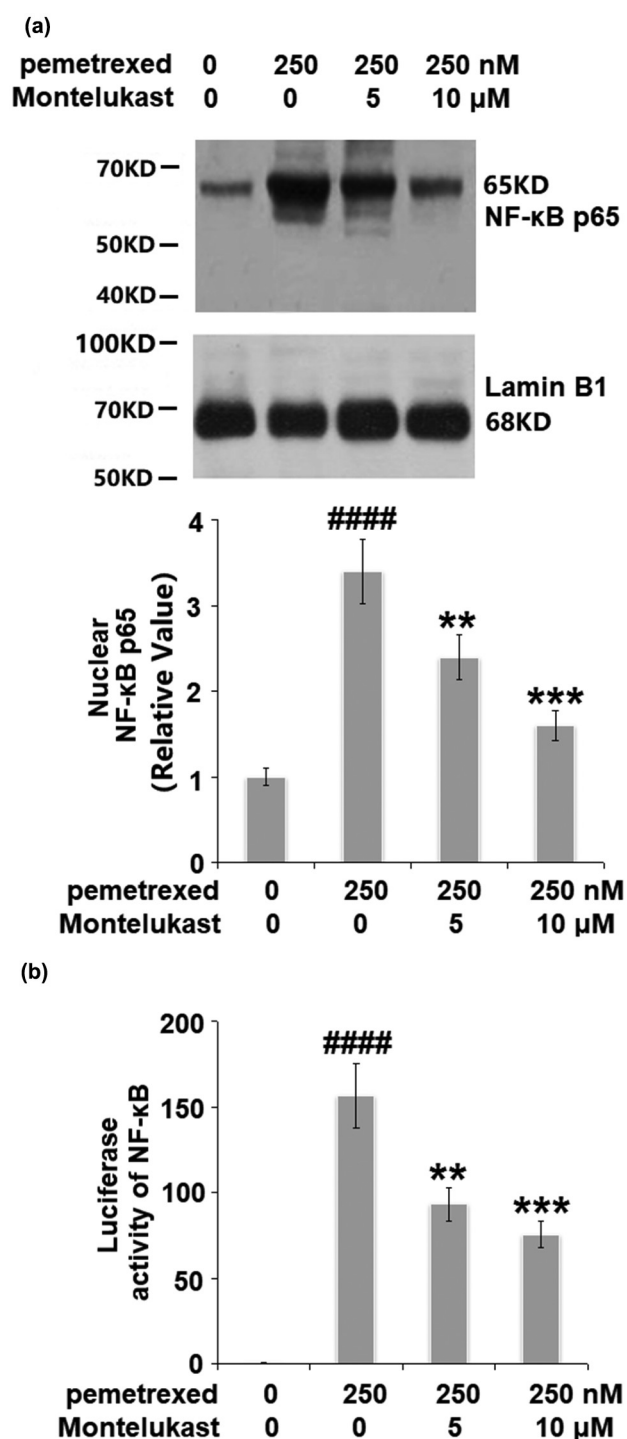 (a)
pemetrexed 0 250 250 250 nM
Montelukast 0 0 5 10 µM
70KD
50KD
40KD
65KD
NF-κB p65
100KD
70KD
50KD
Lamin B1
68KD
Nuclear
NF-κB p65
(Relative Value)
4
3
2
1
0
####
**
***
pemetrexed 0 250 250 250 nM
Montelukast 0 0 5 10 µM
(b)
Luciferase
activity of NF-κB
200
150
100
50
0
####
**
***
pemetrexed 0 250 250 250 nM
Montelukast 0 0 5 10 µM